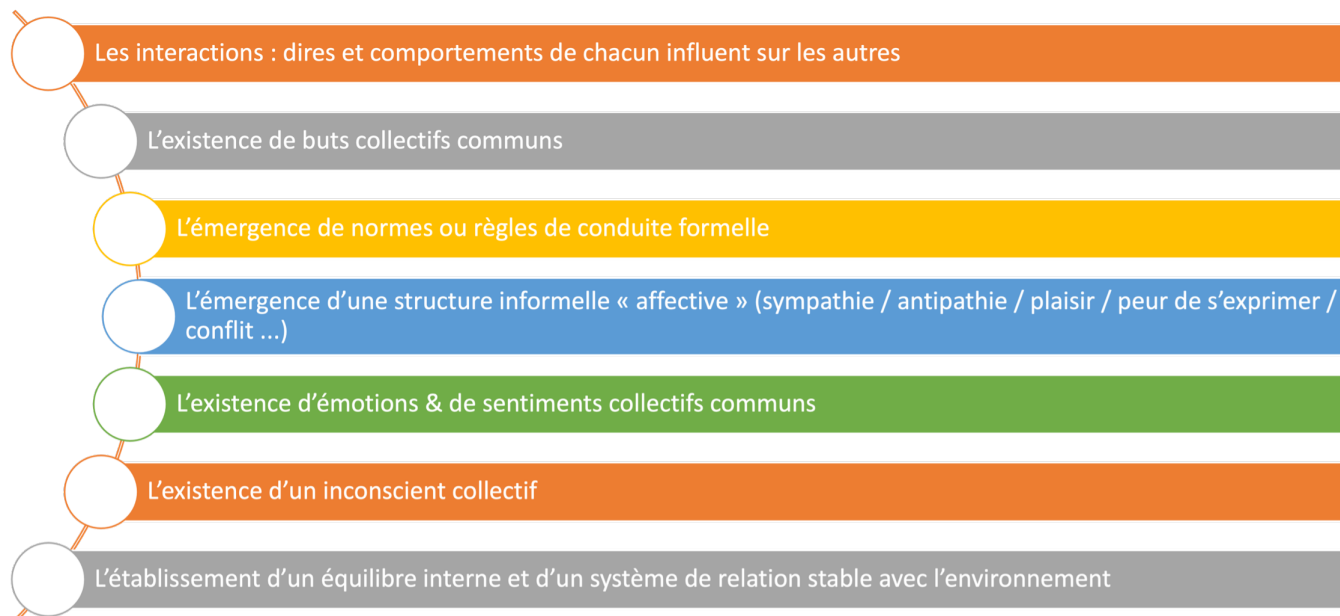 Les interactions : dires et comportements de chacun influent sur les autres
L’existence de buts collectifs communs
L’émergence de normes ou règles de conduite formelle
L’émergence d’une structure informelle « affective » (sympathie / antipathie / plaisir / peur de s’exprimer /
conflit ...)
L’existence d’émotions & de sentiments collectifs communs
L’existence d’un inconscient collectif
L’établissement d’un équilibre interne et d’un système de relation stable avec l’environnement